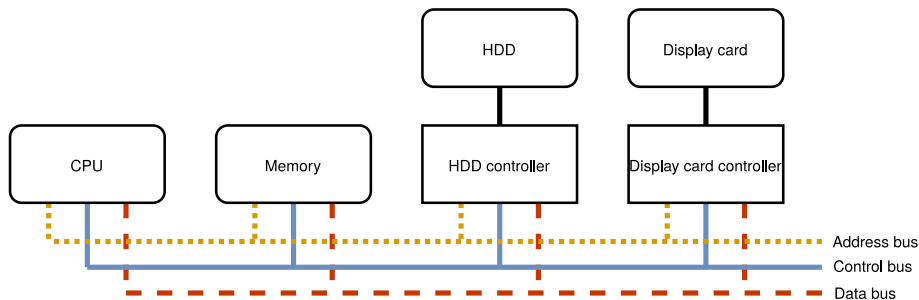 HDD
Display card
CPU
Memory
HDD controller
Display card controller
Address bus
Control bus
Data bus